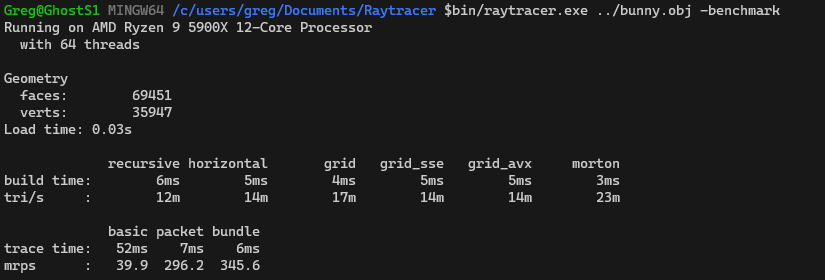 Greg@GhostS1 MINGW64 /c/users/greg/Documents/Raytracer $bin/raytracer.exe ../bunny.obj -benchmark
Running on AMD Ryzen 9 5900X 12-Core Processor
  with 64 threads

Geometry
  faces:        69451
  verts:        35947
Load time: 0.03s

             recursive horizontal       grid   grid_sse   grid_avx     morton
build time:        6ms        5ms        4ms        5ms        5ms        3ms
tri/s     :        12m        14m        17m        14m        14m        23m

             basic packet bundle
trace time:   52ms    7ms    6ms
mrps      :   39.9  296.2  345.6